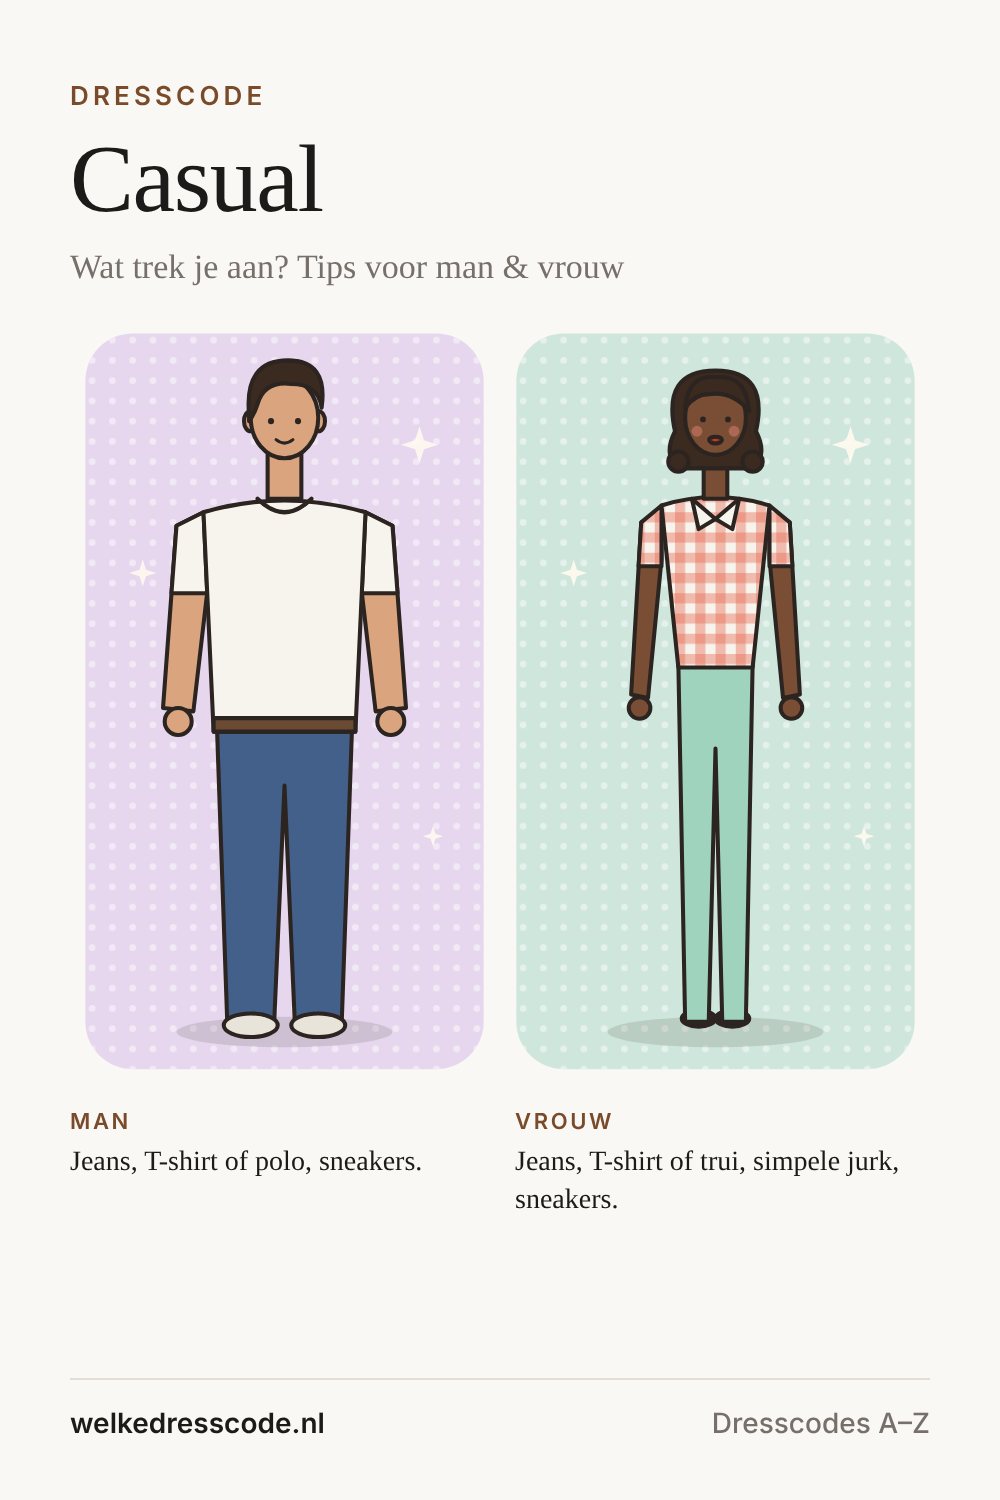 DRESSCODE
Casual
Wat trek je aan? Tips voor man & vrouw
MAN
Jeans, T-shirt of polo, sneakers.
VROUW
Jeans, T-shirt of trui, simpele jurk,
sneakers.
welkedresscode.nl
Dresscodes A–Z